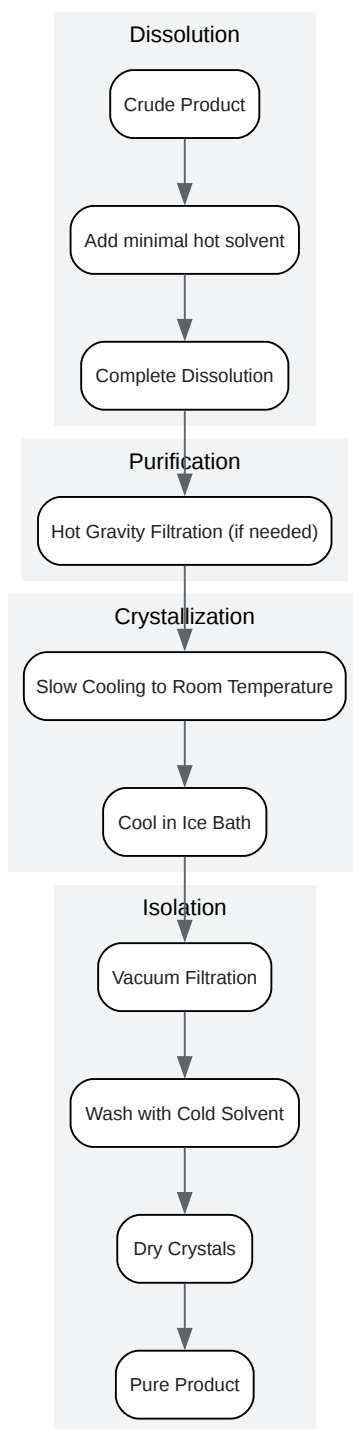 Dissolution
Crude Product
Add minimal hot solvent
Complete Dissolution
Purification
Hot Gravity Filtration (if needed)
Crystallization
Slow Cooling to Room Temperature
Cool in Ice Bath
Isolation
Vacuum Filtration
Wash with Cold Solvent
Dry Crystals
Pure Product